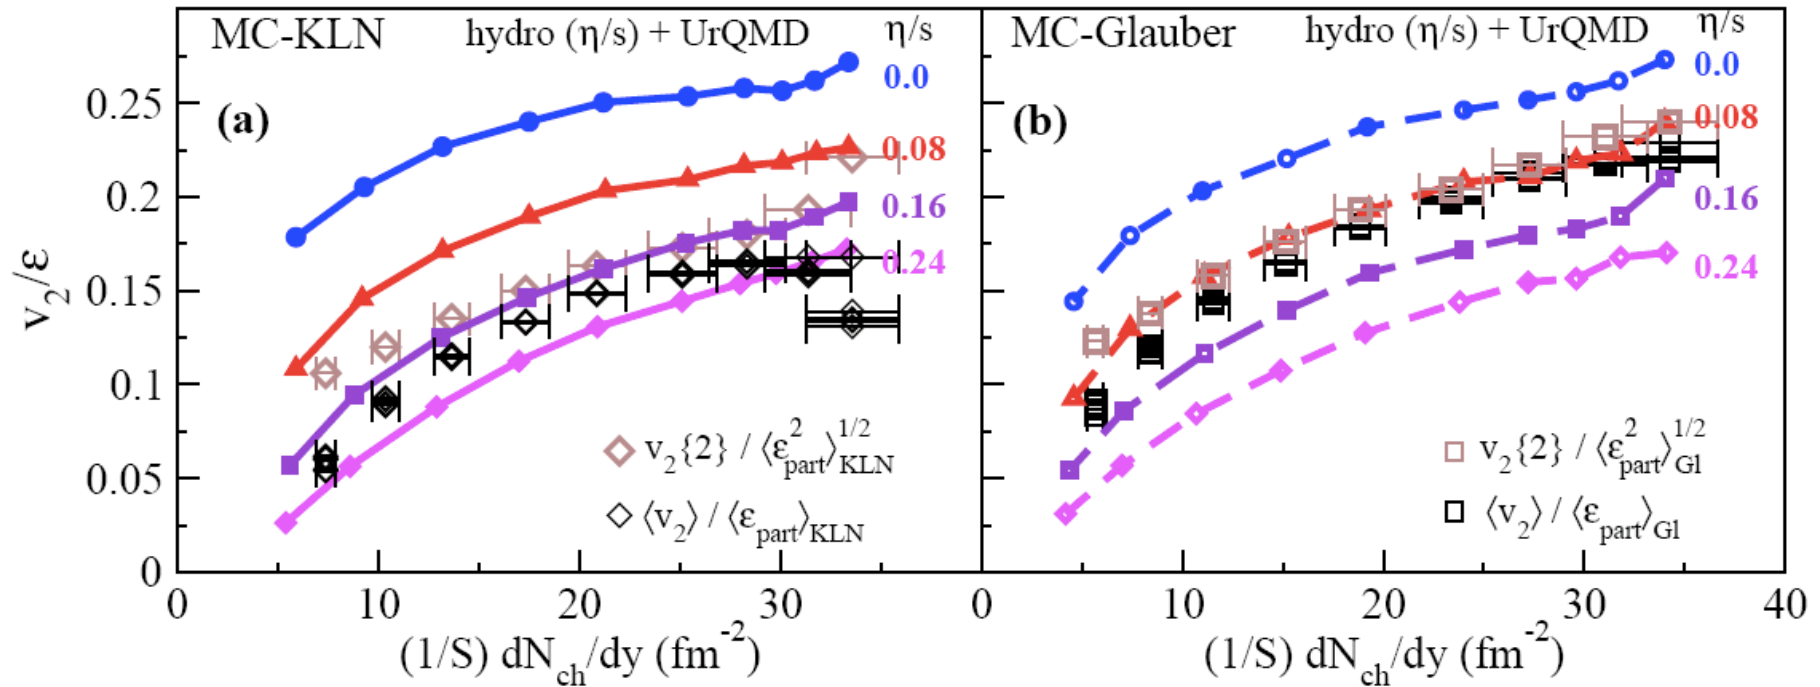 MC-KLN hydro (η/s) + UrQMD η/s
0.0
(a)
0.08
0.16
0.24
v₂{2} / ⟨ε²part⟩¹/²KLN
⟨v₂⟩ / ⟨εpart⟩KLN
MC-Glauber hydro (η/s) + UrQMD η/s
0.0
(b)
0.08
0.16
0.24
v₂{2} / ⟨ε²part⟩¹/²Gl
⟨v₂⟩ / ⟨εpart⟩Gl
v₂/ε
0.25
0.2
0.15
0.1
0.05
0
0 10 20 30 0 10 20 30 40
(1/S) dNch/dy (fm⁻²) (1/S) dNch/dy (fm⁻²)